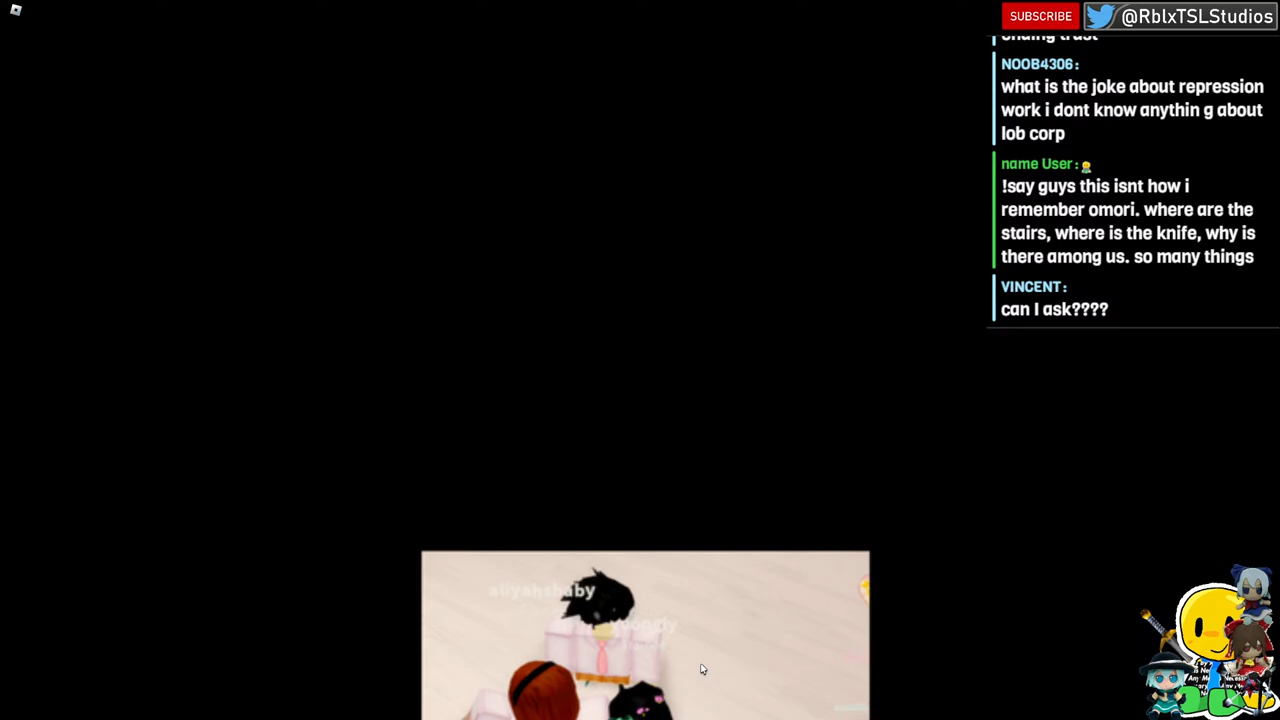 SUBSCRIBE
@RblxTSLStudios
NOOB4306:
what is the joke about repression
work i dont know anythin g about
lob corp
name User:
!say guys this isnt how i
remember omori. where are the
stairs, where is the knife, why is
there among us. so many things
VINCENT:
can I ask????
aliyahsbaby